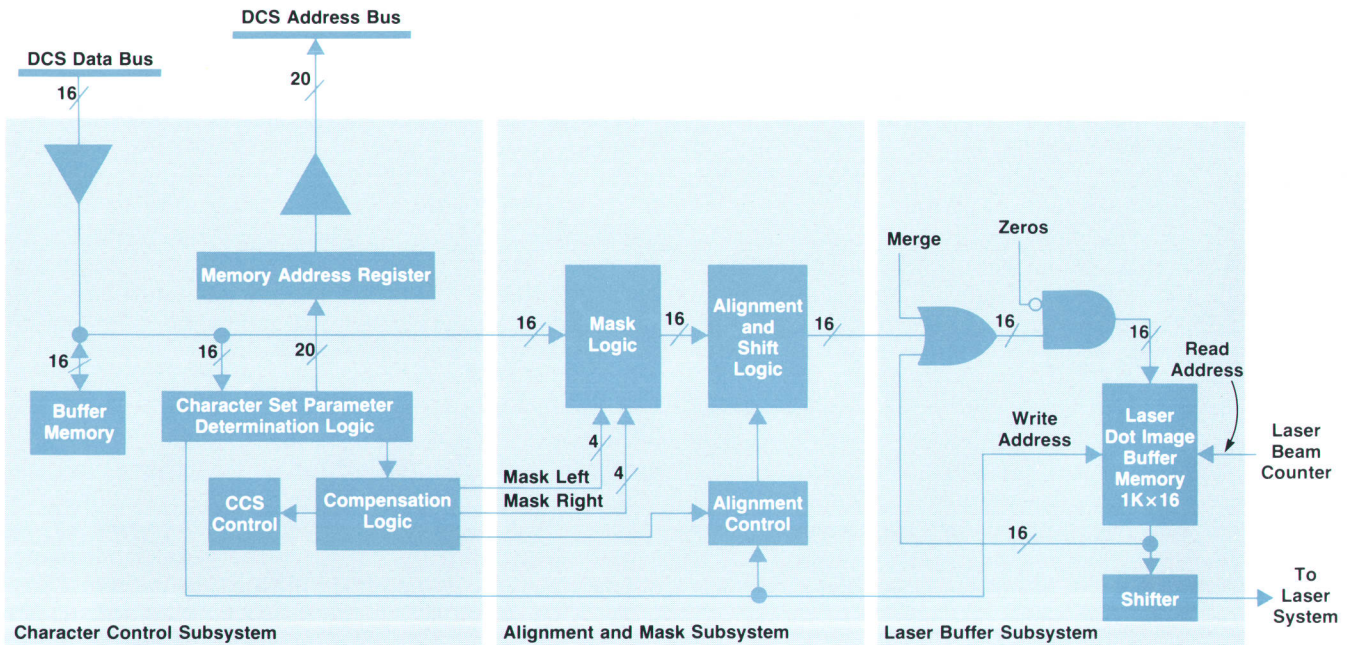 DCS Address Bus
DCS Data Bus
16
20
Memory Address Register
16
16
20
Buffer
Memory
Character Set Parameter
Determination Logic
CCS
Control
Compensation
Logic
Mask Left
Mask Right
4
4
Character Control Subsystem
16
Mask
Logic
16
Alignment
and
Shift
Logic
16
Alignment
Control
Alignment and Mask Subsystem
Merge
Zeros
16
16
Read
Address
Write
Address
Laser
Dot Image
Buffer
Memory
1K×16
Laser
Beam
Counter
16
Shifter
To
Laser
System
Laser Buffer Subsystem